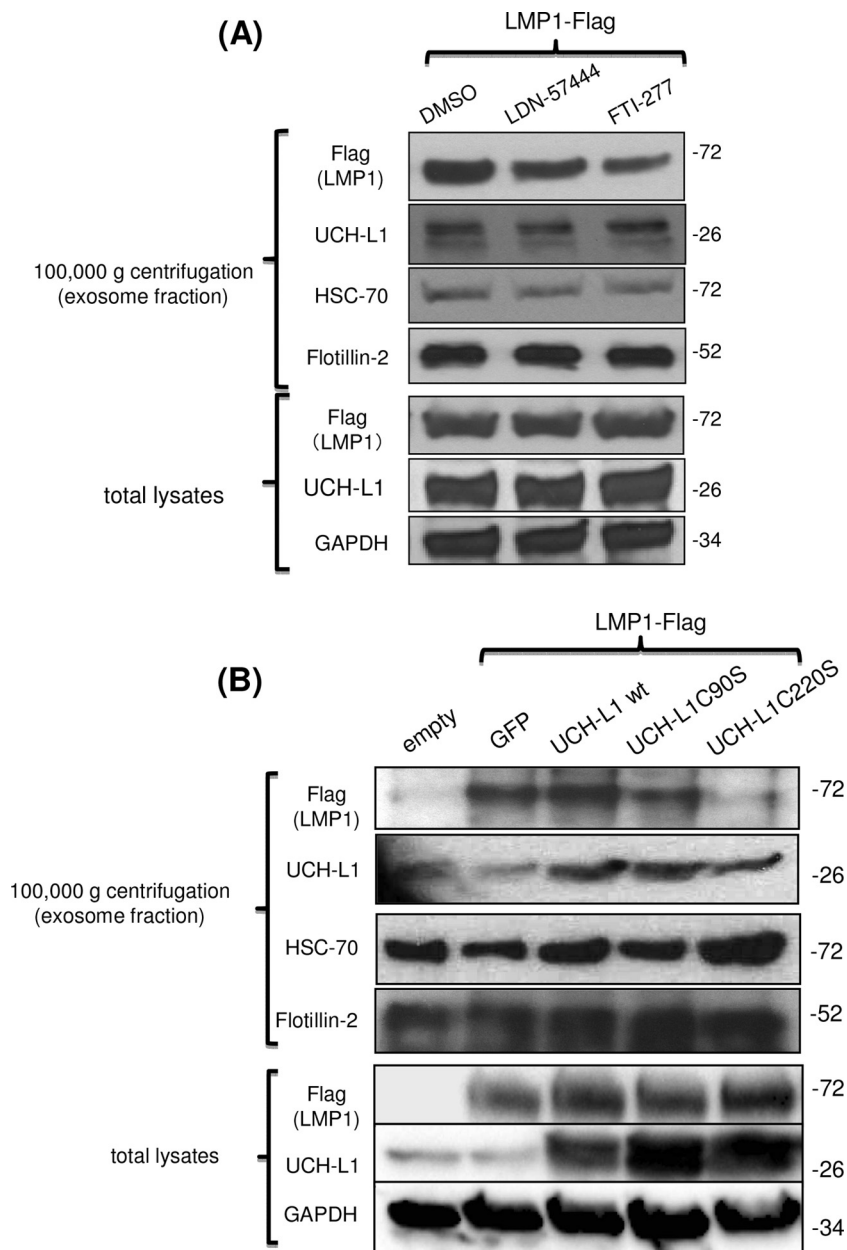 (A)
LMP1-Flag
DMSO
LDN-57444
FTI-277
Flag
(LMP1)
-72
UCH-L1
-26
100,000 g centrifugation
(exosome fraction)
HSC-70
-72
Flotillin-2
-52
Flag
(LMP1)
-72
total lysates
UCH-L1
-26
GAPDH
-34
LMP1-Flag
(B)
empty
GFP
UCH-L1 wt
UCH-L1C90S
UCH-L1C220S
Flag
(LMP1)
-72
UCH-L1
-26
100,000 g centrifugation
(exosome fraction)
HSC-70
-72
Flotillin-2
-52
Flag
(LMP1)
-72
total lysates
UCH-L1
-26
GAPDH
-34